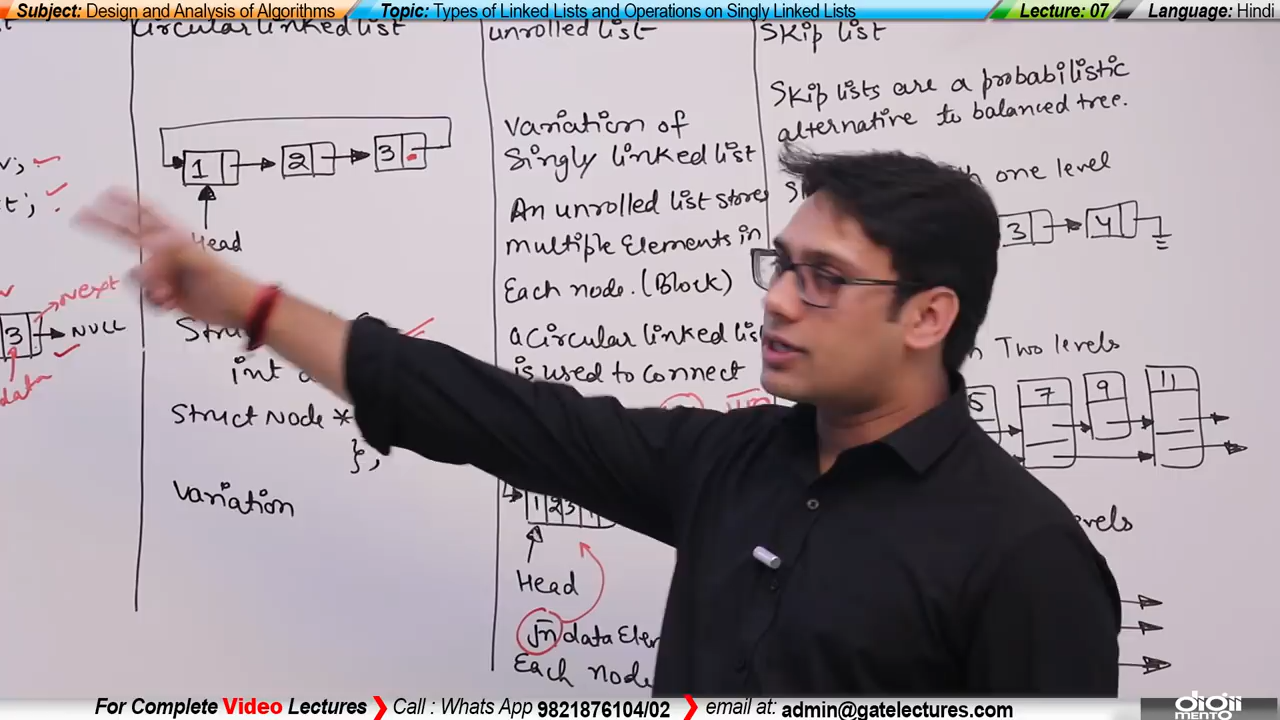 Subject: Design and Analysis of Algorithms
Topic: Types of Linked Lists and Operations on Singly Linked Lists
Lecture: 07
Language: Hindi
v;
t;
Next
3
NULL
data
Circular linked list
1 2 3
Head
int
Struct Node *
};
Variation
unrolled list
Variation of
Singly linked list
An unrolled list stores
multiple Elements in
Each node. (Block)
a Circular linked
is used to connect
1 2 3
Head
√n data
Each node
Skip list
Skip lists are a probabilistic
alternative to balanced tree.
one level
3 4
Two levels
5 7 9 11
For Complete Video Lectures
Call : Whats App 9821876104/02
email at: admin@gatelectures.com
digii
MENTO